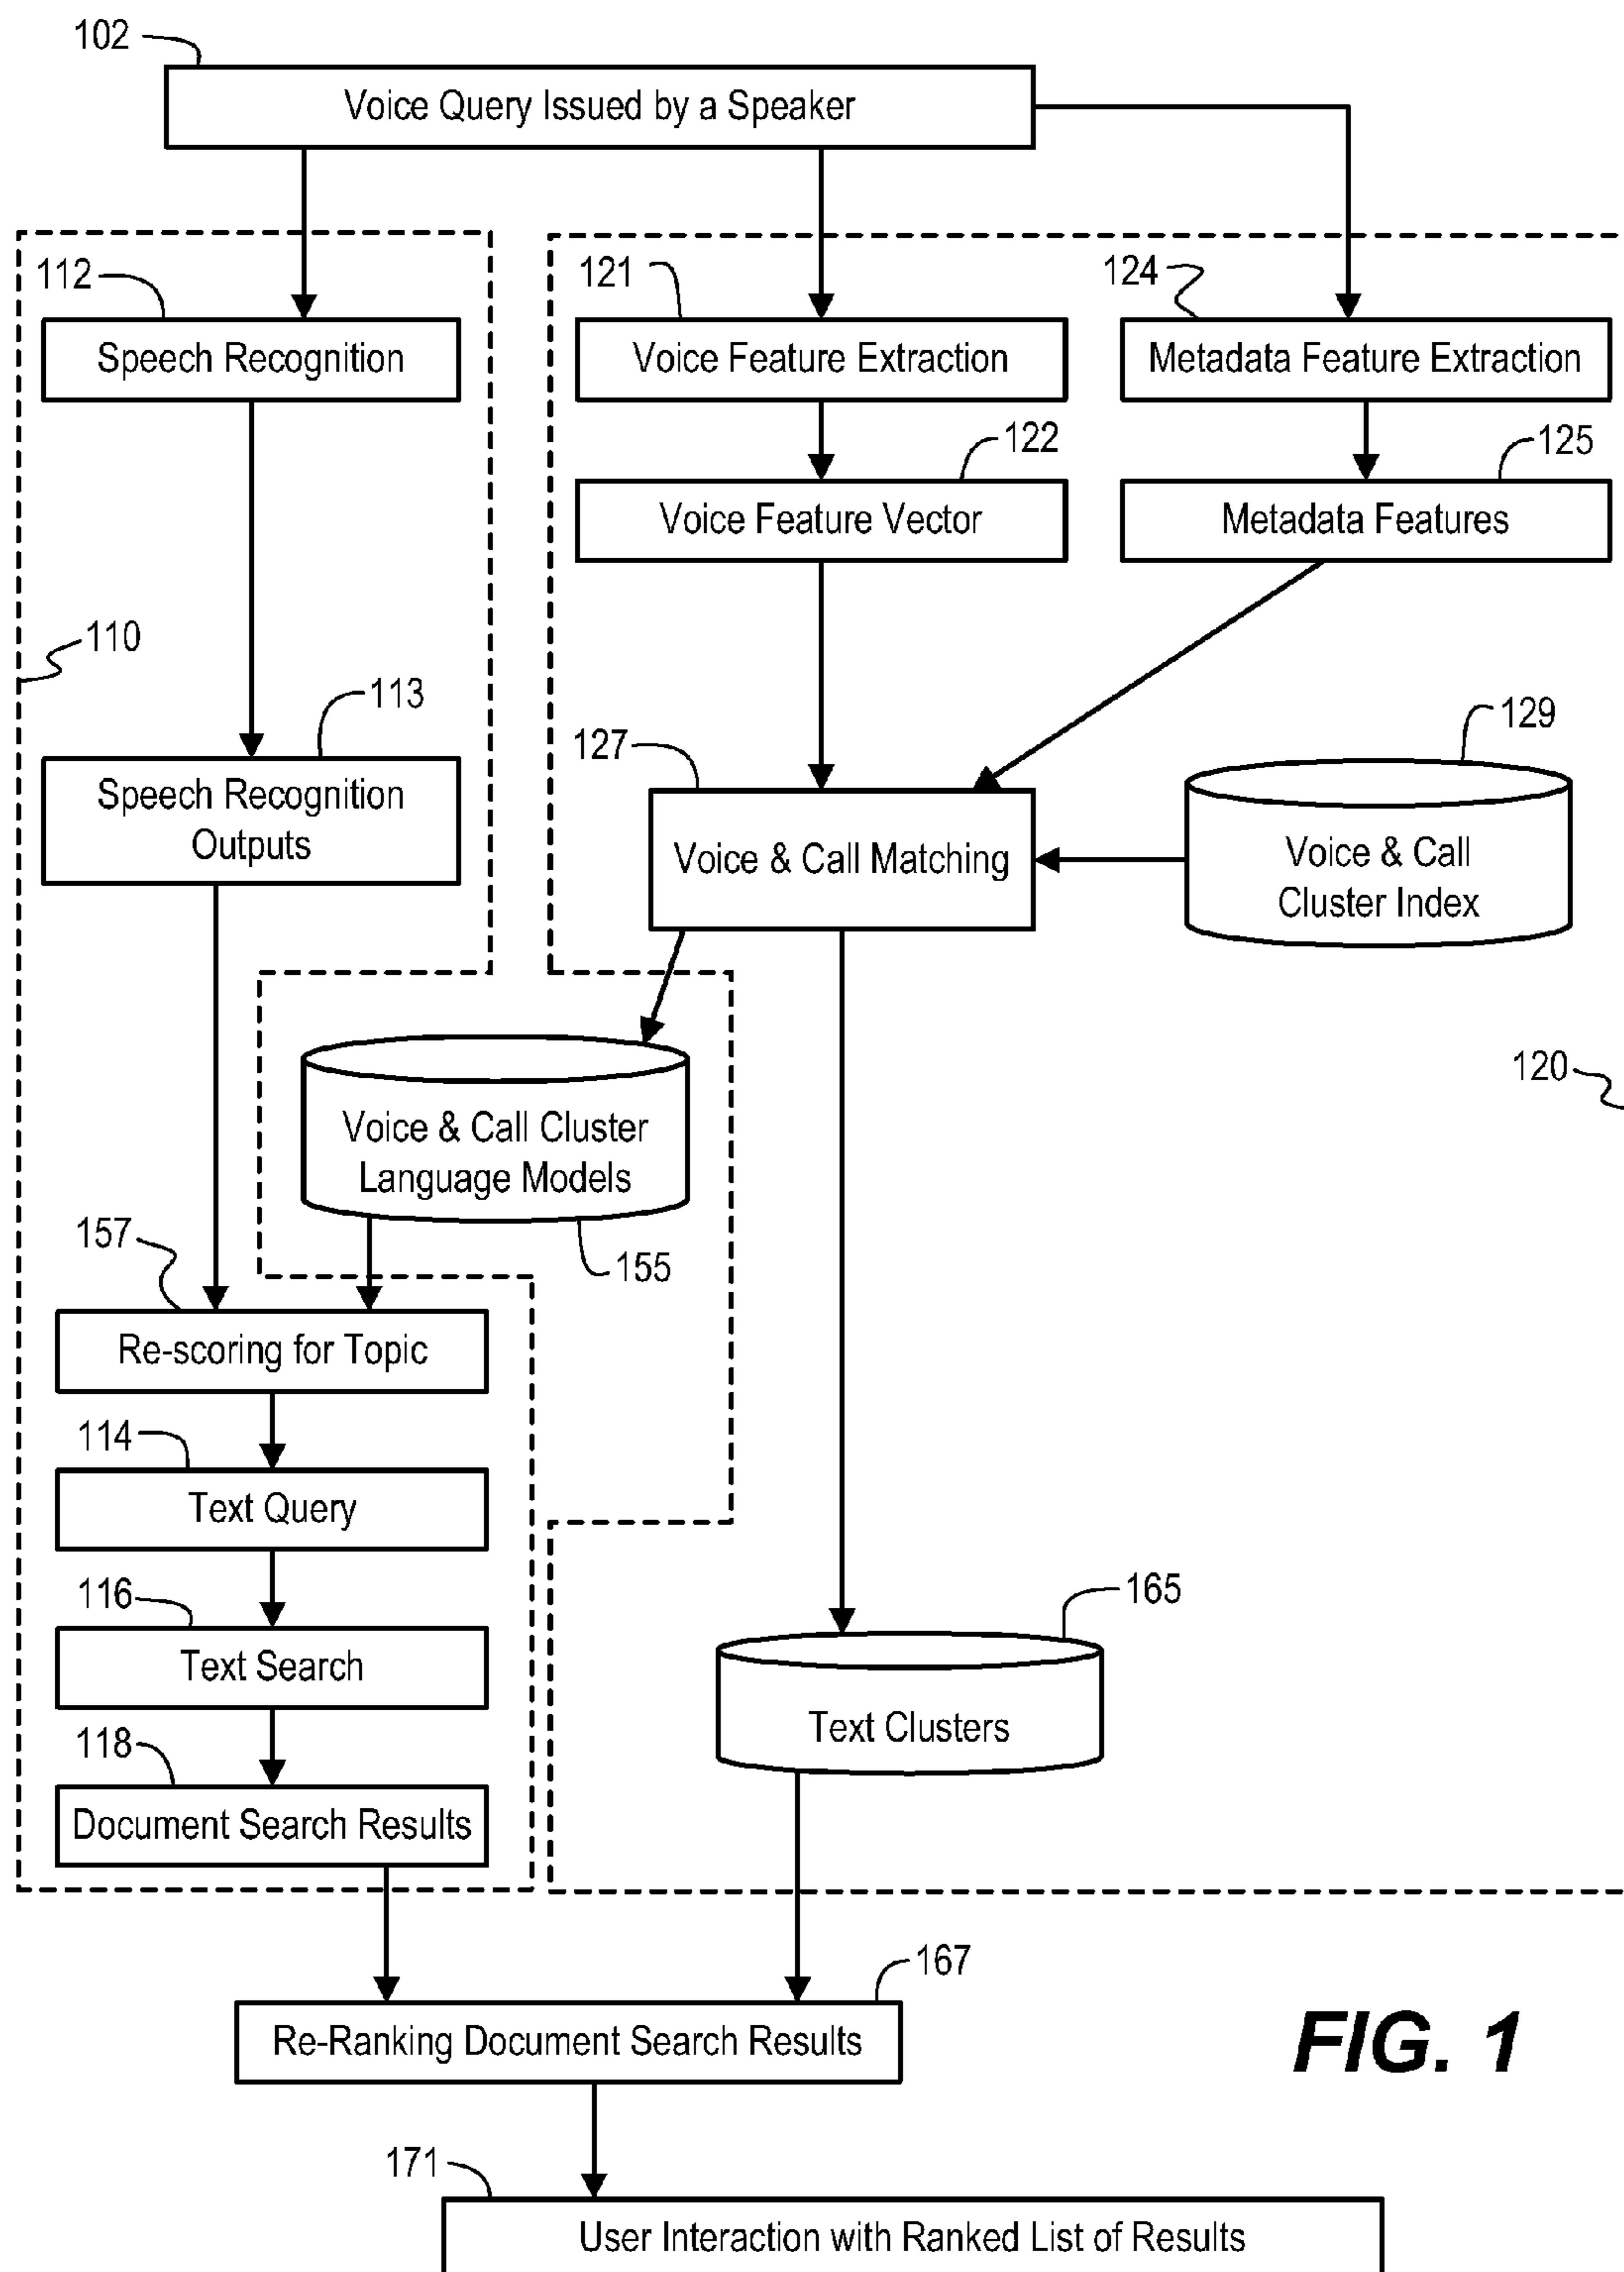 102
Voice Query Issued by a Speaker
112
121
124
Speech Recognition
Voice Feature Extraction
Metadata Feature Extraction
122
125
Voice Feature Vector
Metadata Features
110
113
127
129
Speech Recognition
Outputs
Voice & Call Matching
Voice & Call
Cluster Index
120
Voice & Call Cluster
Language Models
157
155
Re-scoring for Topic
114
Text Query
116
165
Text Search
Text Clusters
118
Document Search Results
167
Re-Ranking Document Search Results
FIG. 1
171
User Interaction with Ranked List of Results